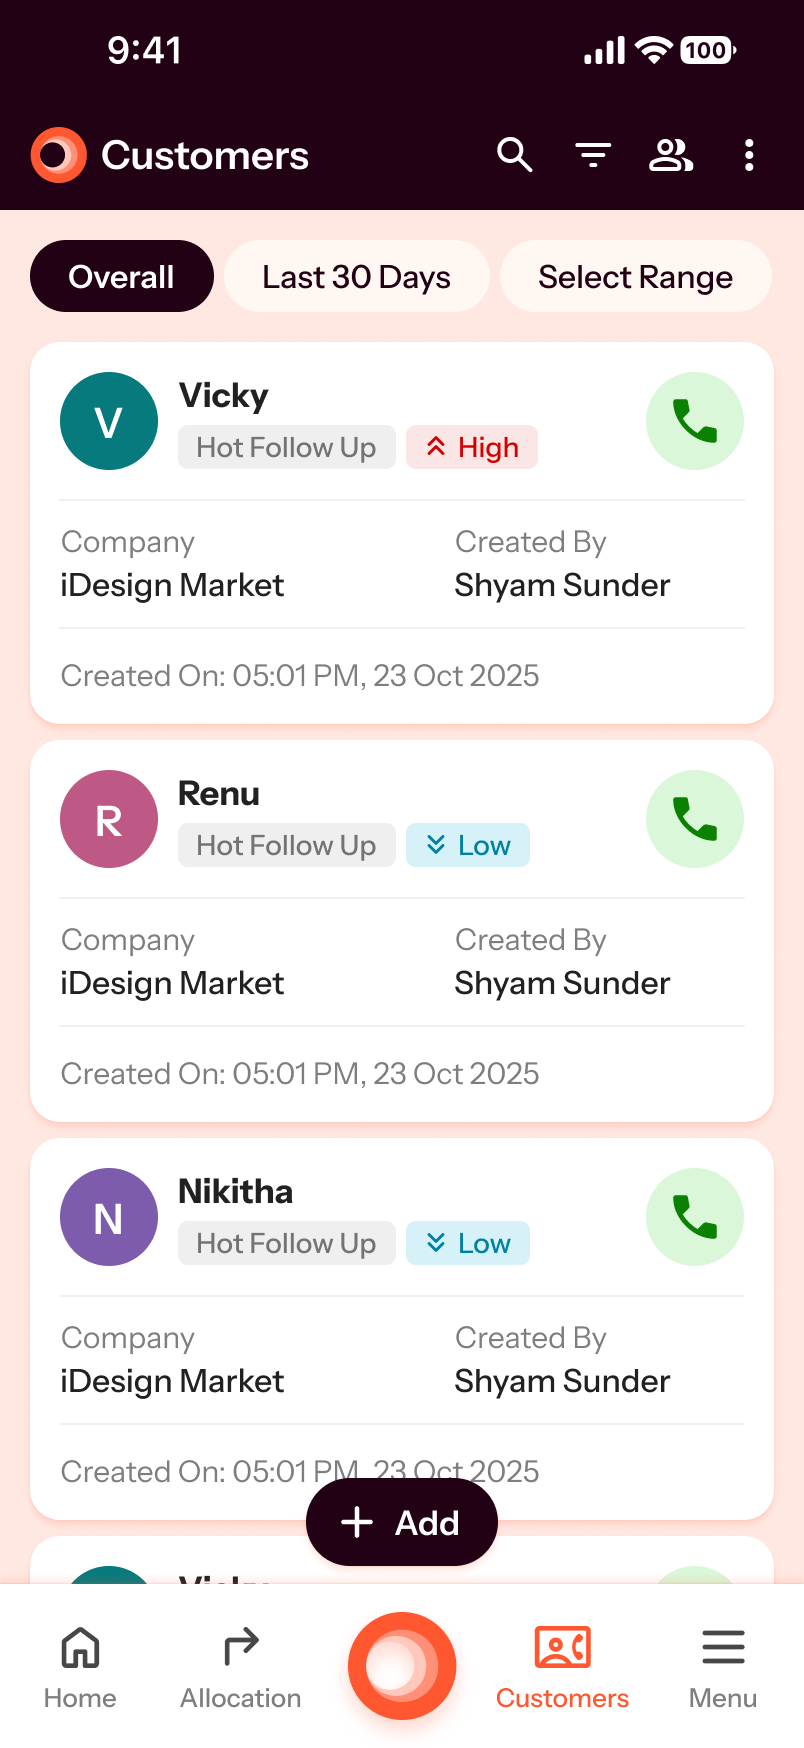 9:41
100
Customers
Overall
Last 30 Days
Select Range
V
Vicky
Hot Follow Up
High
Company
Created By
iDesign Market
Shyam Sunder
Created On: 05:01 PM, 23 Oct 2025
R
Renu
Hot Follow Up
Low
Company
Created By
iDesign Market
Shyam Sunder
Created On: 05:01 PM, 23 Oct 2025
N
Nikitha
Hot Follow Up
Low
Company
Created By
iDesign Market
Shyam Sunder
Created On: 05:01 PM, 23 Oct 2025
Add
Vicky
Home
Allocation
Customers
Menu